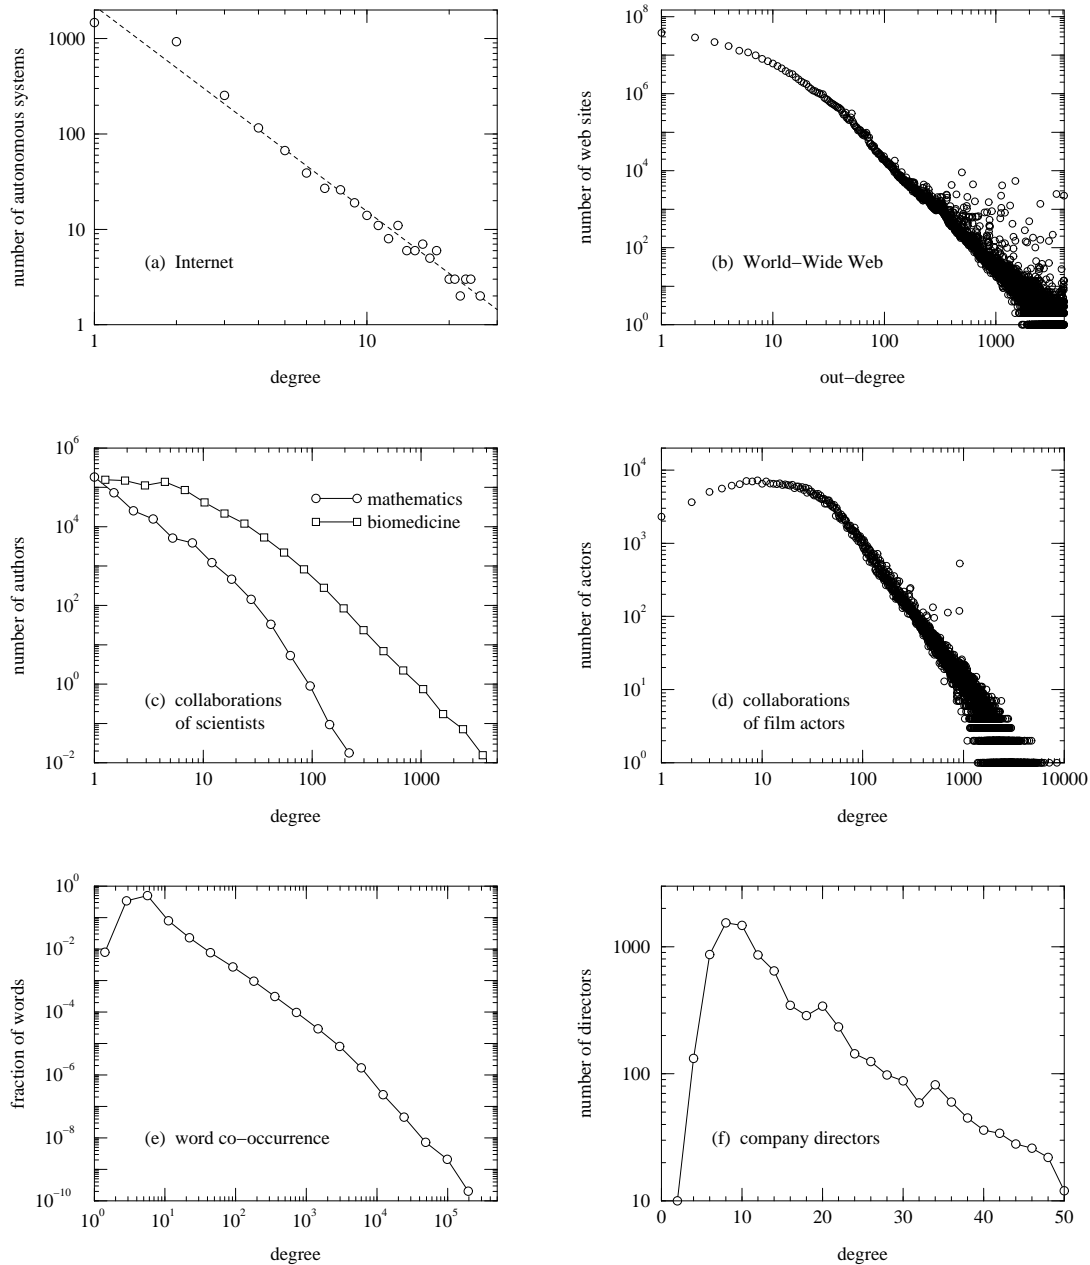 1000
100
10
1
1
10
number of autonomous systems
(a) Internet
degree
10^8
10^6
10^4
10^2
10^0
1
10
100
1000
number of web sites
(b) World−Wide Web
out−degree
10^6
10^4
10^2
10^0
10^−2
1
10
100
1000
number of authors
mathematics
biomedicine
(c) collaborations
of scientists
degree
10^4
10^3
10^2
10^1
10^0
1
10
100
1000
10000
number of actors
(d) collaborations
of film actors
degree
10^0
10^−2
10^−4
10^−6
10^−8
10^−10
10^0
10^1
10^2
10^3
10^4
10^5
fraction of words
(e) word co−occurrence
degree
1000
100
10
0
10
20
30
40
50
number of directors
(f) company directors
degree